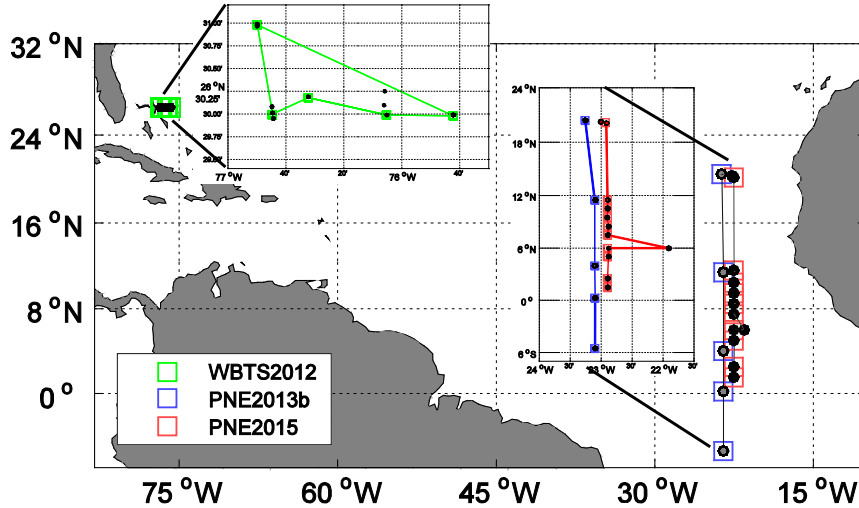 32 °N
24 °N
16 °N
8 °N
0 °
75 °W
60 °W
45 °W
30 °W
15 °W
31.00'
30.75
30.50
26 °N
30.25
30.00'
29.75
77 °W
40'
20'
76 °W
40'
24 °N
18 °N
12 °N
6 °N
0 °N
6 °S
24 °W
30'
23 °W
30'
22 °W
30'
WBTS2012
PNE2013b
PNE2015